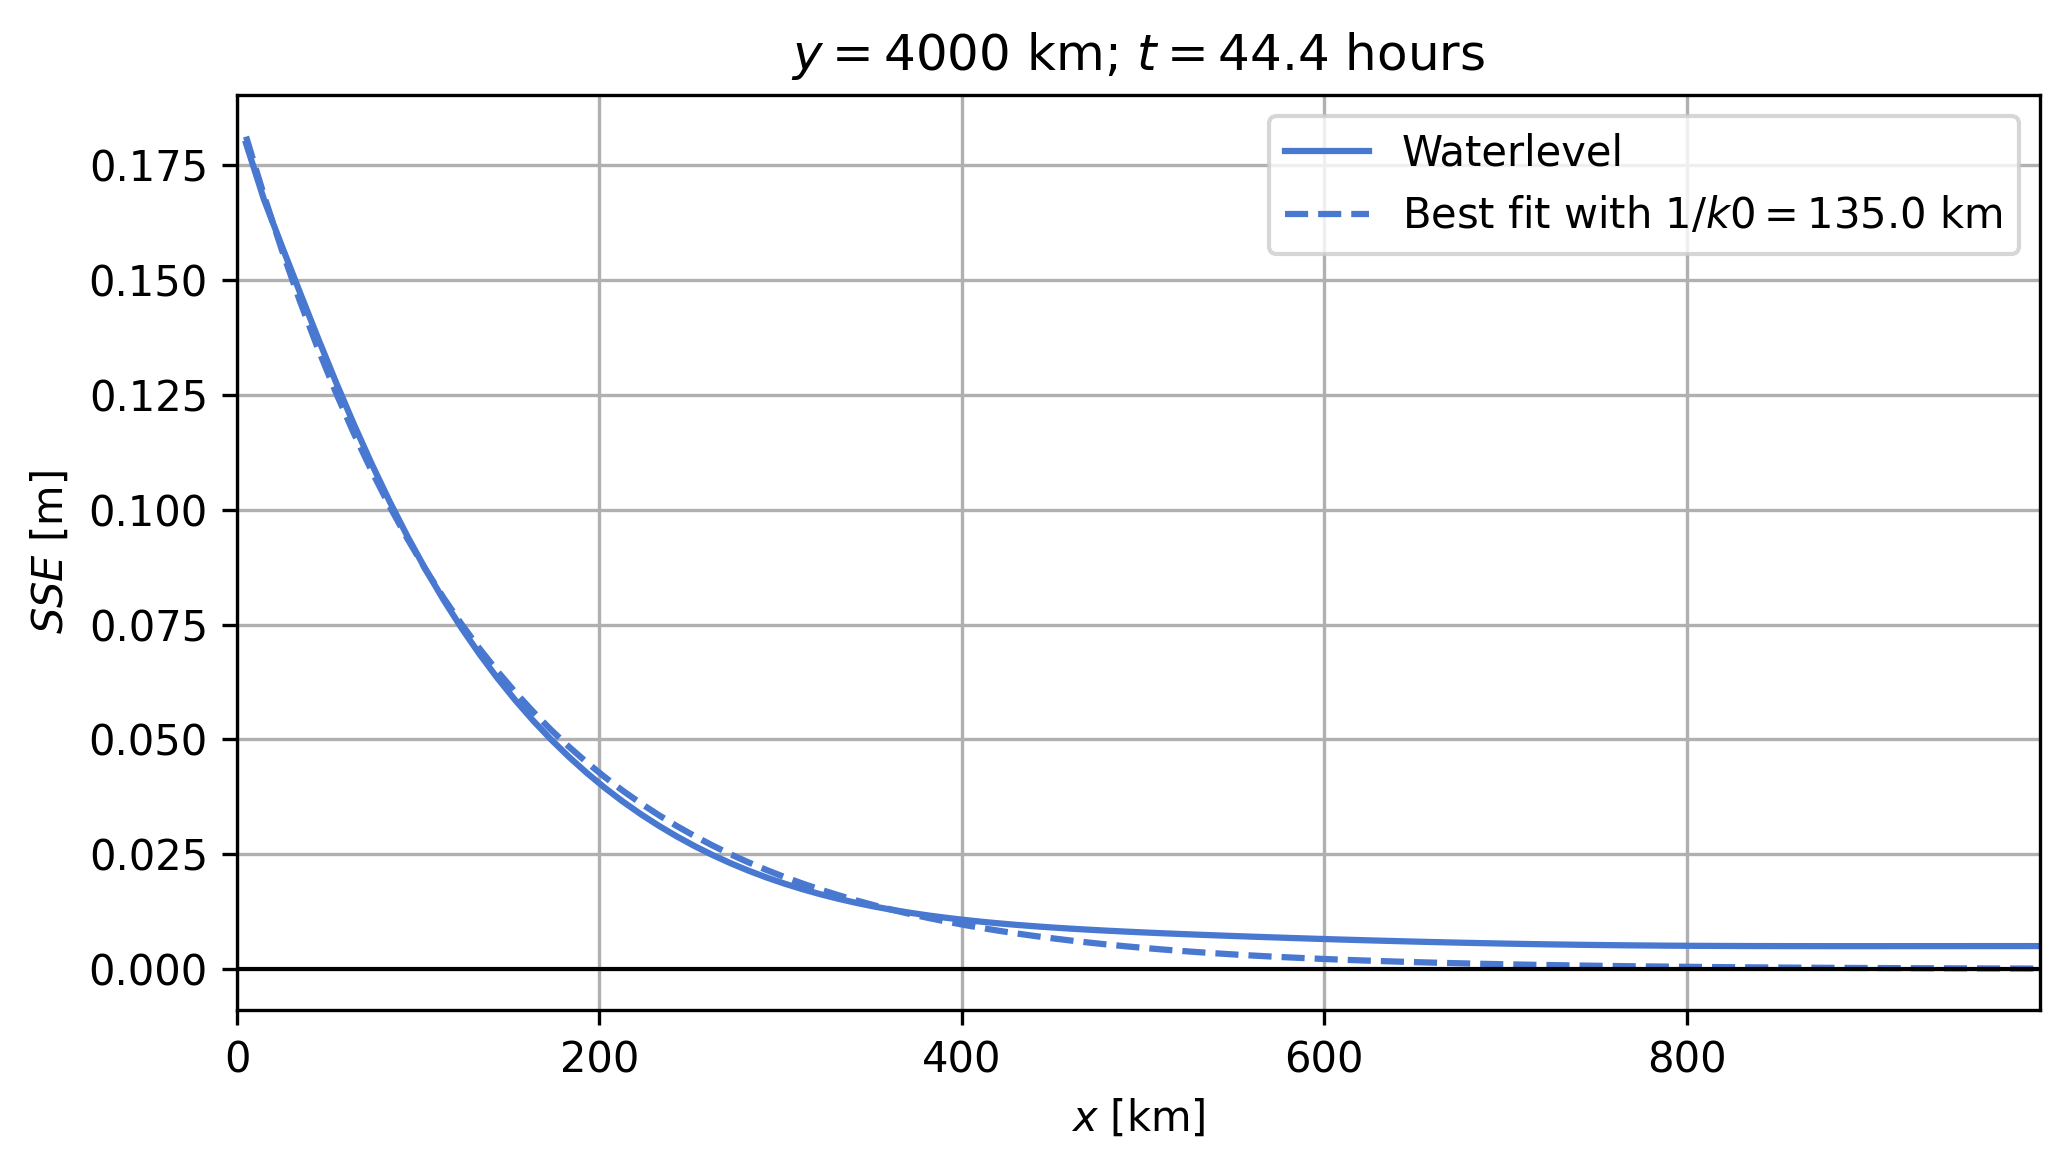 y = 4000 km; t = 44.4 hours
Waterlevel
Best fit with 1/k0 = 135.0 km
SSE [m]
0.175
0.150
0.125
0.100
0.075
0.050
0.025
0.000
0 200 400 600 800
x [km]